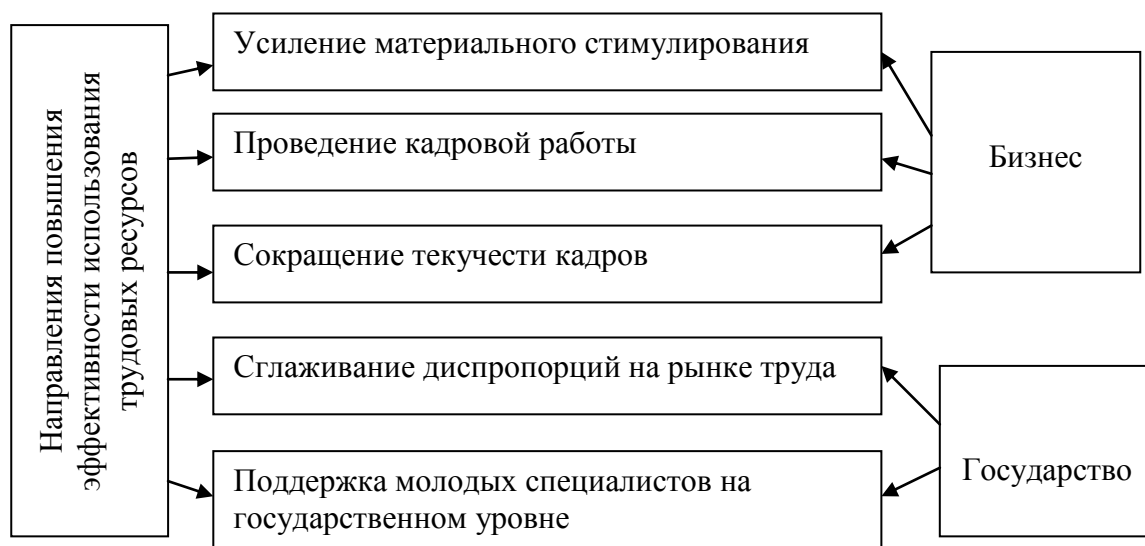 Направления повышения
эффективности использования
трудовых ресурсов
Усиление материального стимулирования
Проведение кадровой работы
Сокращение текучести кадров
Сглаживание диспропорций на рынке труда
Поддержка молодых специалистов на
государственном уровне
Бизнес
Государство